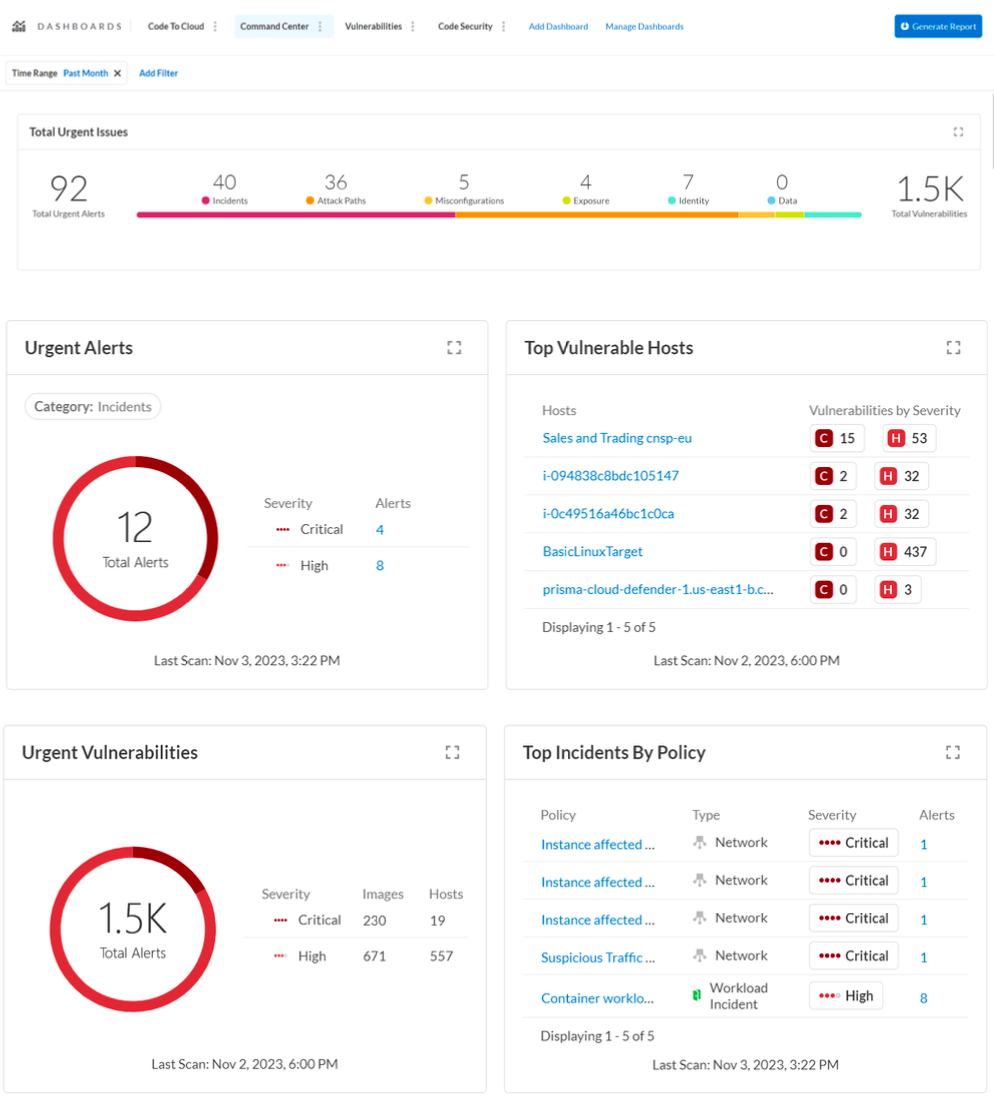 DASHBOARDS Code To Cloud Command Center Vulnerabilities Code Security Add Dashboard Manage Dashboards Generate Report
Time Range Past Month Add Filter
Total Urgent Issues
92 40 36 5 4 7 0 1.5K
Total Urgent Alerts Incidents Attack Paths Misconfigurations Exposure Identity Data Total Vulnerabilities
Urgent Alerts
Category: Incidents
12
Total Alerts
Severity Alerts
Critical 4
High 8
Last Scan: Nov 3, 2023, 3:22 PM
Top Vulnerable Hosts
Hosts Vulnerabilities by Severity
Sales and Trading cnsp-eu C 15 H 53
i-094838c8bdc105147 C 2 H 32
i-0c49516a46bc1c0ca C 2 H 32
BasicLinuxTarget C 0 H 437
prisma-cloud-defender-1.us-east1-b.c... C 0 H 3
Displaying 1 - 5 of 5
Last Scan: Nov 2, 2023, 6:00 PM
Urgent Vulnerabilities
1.5K
Total Alerts
Severity Images Hosts
Critical 230 19
High 671 557
Last Scan: Nov 2, 2023, 6:00 PM
Top Incidents By Policy
Policy Type Severity Alerts
Instance affected ... Network Critical 1
Instance affected ... Network Critical 1
Instance affected ... Network Critical 1
Suspicious Traffic ... Network Critical 1
Container worklo... Workload Incident High 8
Displaying 1 - 5 of 5
Last Scan: Nov 3, 2023, 3:22 PM